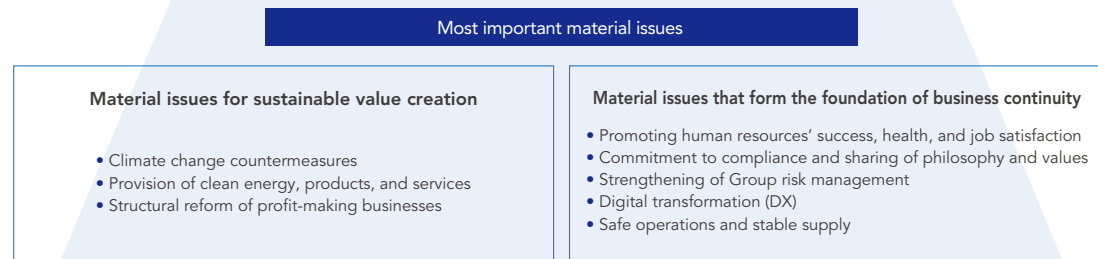 Most important material issues
Material issues for sustainable value creation
• Climate change countermeasures
• Provision of clean energy, products, and services
• Structural reform of profit-making businesses
Material issues that form the foundation of business continuity
• Promoting human resources’ success, health, and job satisfaction
• Commitment to compliance and sharing of philosophy and values
• Strengthening of Group risk management
• Digital transformation (DX)
• Safe operations and stable supply